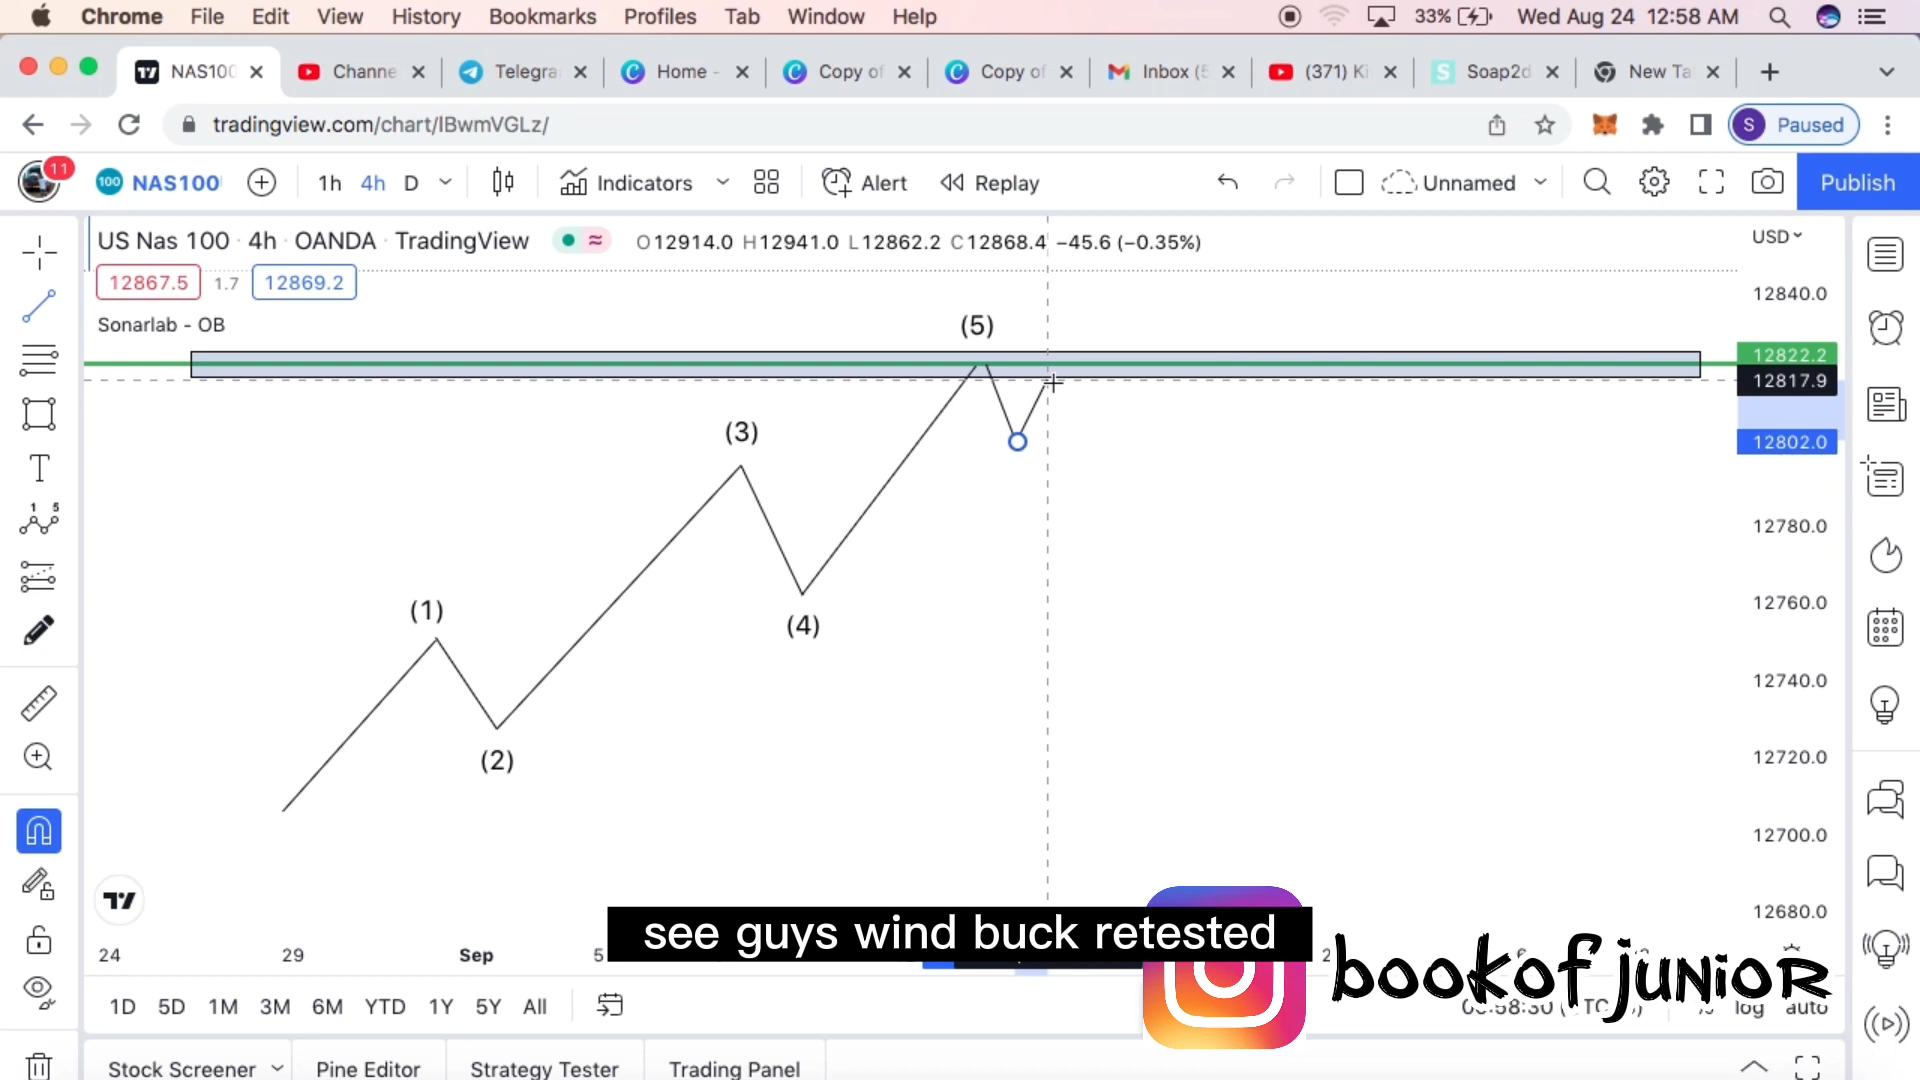 Chrome File Edit View History Bookmarks Profiles Tab Window Help 33% Wed Aug 24 12:58 AM
NAS100 Channe Telegra Home - Copy of Copy of Inbox (5 (371) Ki Soap2d New Ta
tradingview.com/chart/lBwmVGLz/ S Paused
11 100 NAS100 1h 4h D Indicators Alert Replay Unnamed Publish
US Nas 100 · 4h · OANDA · TradingView O12914.0 H12941.0 L12862.2 C12868.4 −45.6 (−0.35%) USD
12867.5 1.7 12869.2
12840.0
Sonarlab - OB
(5)
12822.2
12817.9
(3)
12802.0
12780.0
12760.0
(1)
(4)
12740.0
(2)
12720.0
12700.0
12680.0
see guys wind buck retested
24 29 Sep 5
bookofjunior
1D 5D 1M 3M 6M YTD 1Y 5Y All log auto
Stock Screener Pine Editor Strategy Tester Trading Panel